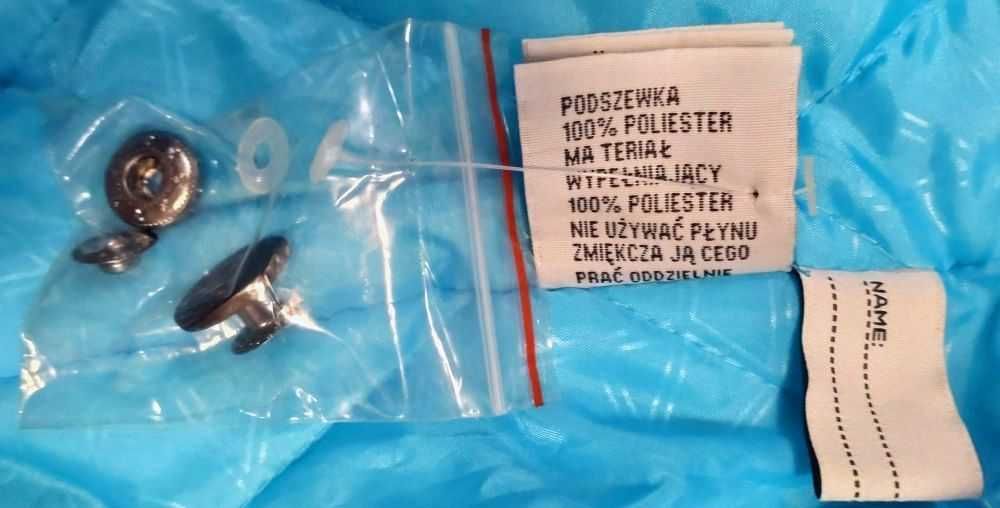 PODSZEWKA
100% POLIESTER
MA TERIAŁ
WYPEŁNIAJĄCY
100% POLIESTER
NIE UŻYWAĆ PŁYNU
ZMIĘKCZA JĄ CEGO
PRAĆ ODDZIELNIE
NAME: